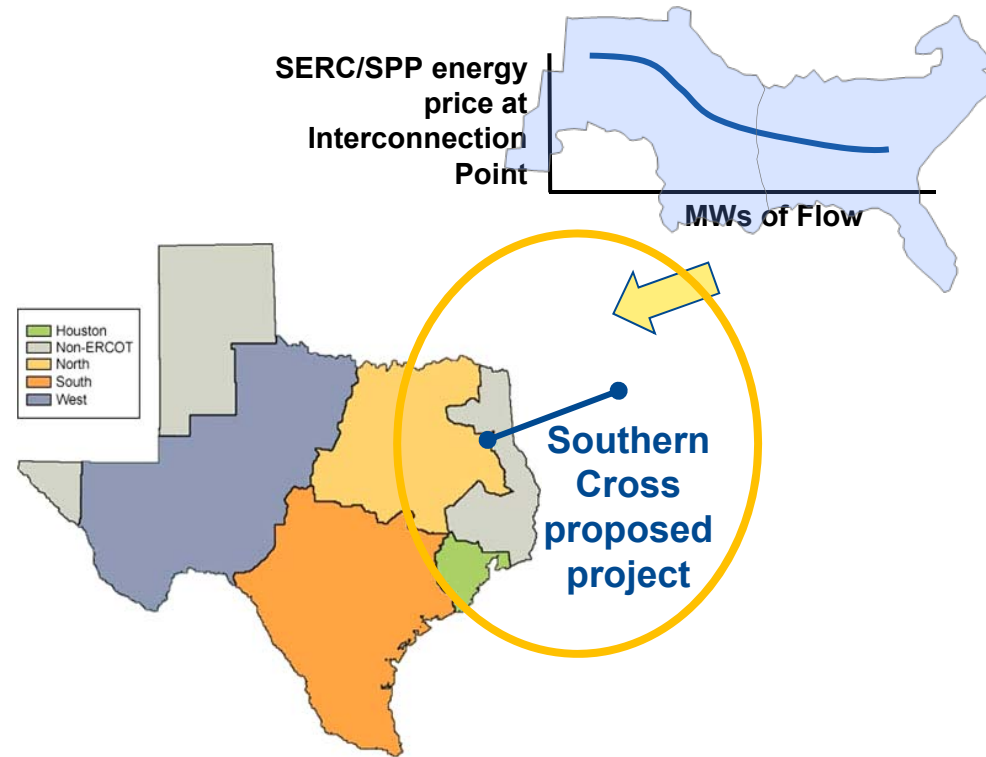 SERC/SPP energy
price at
Interconnection
Point
MWs of Flow
Houston
Non-ERCOT
North
South
West
Southern
Cross
proposed
project